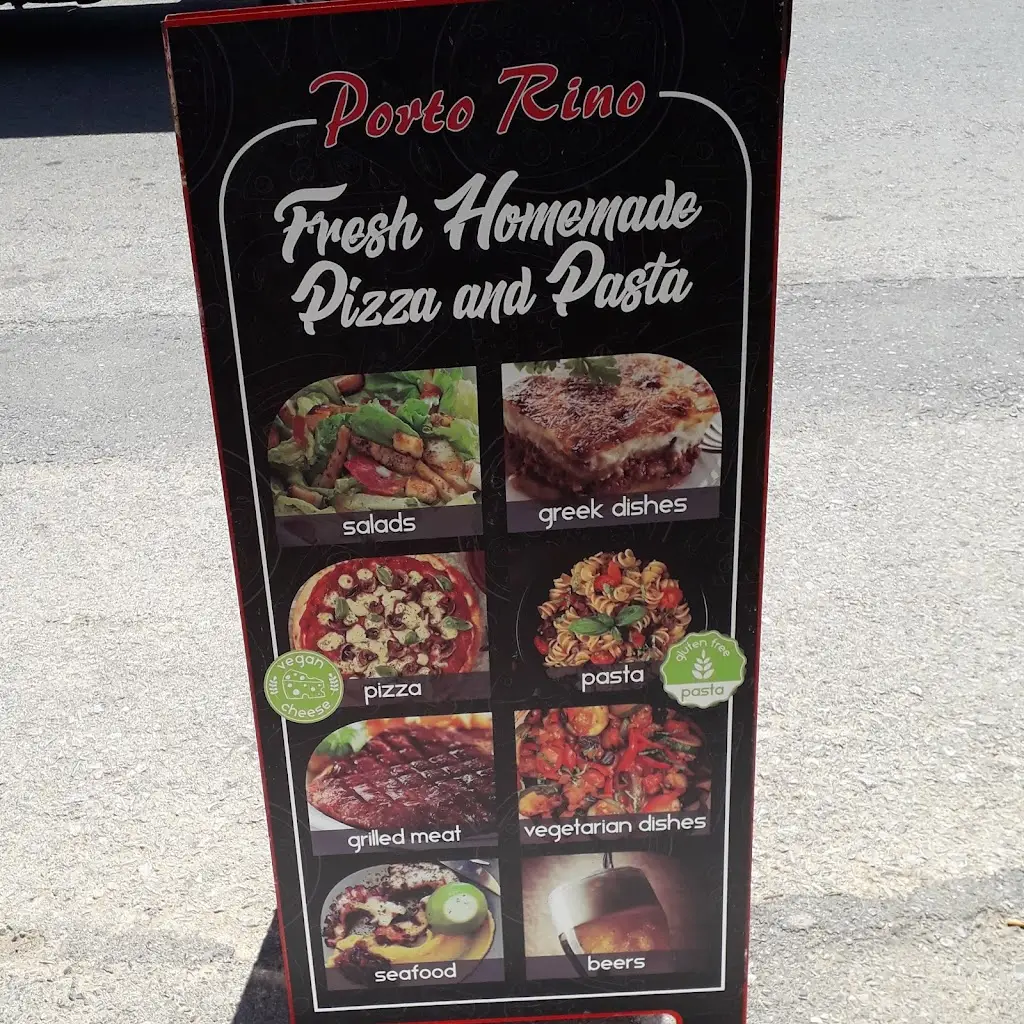 Porto Rino
Fresh Homemade
Pizza and Pasta
salads
greek dishes
pizza
vegan
cheese
pasta
gluten free
pasta
grilled meat
vegetarian dishes
seafood
beers